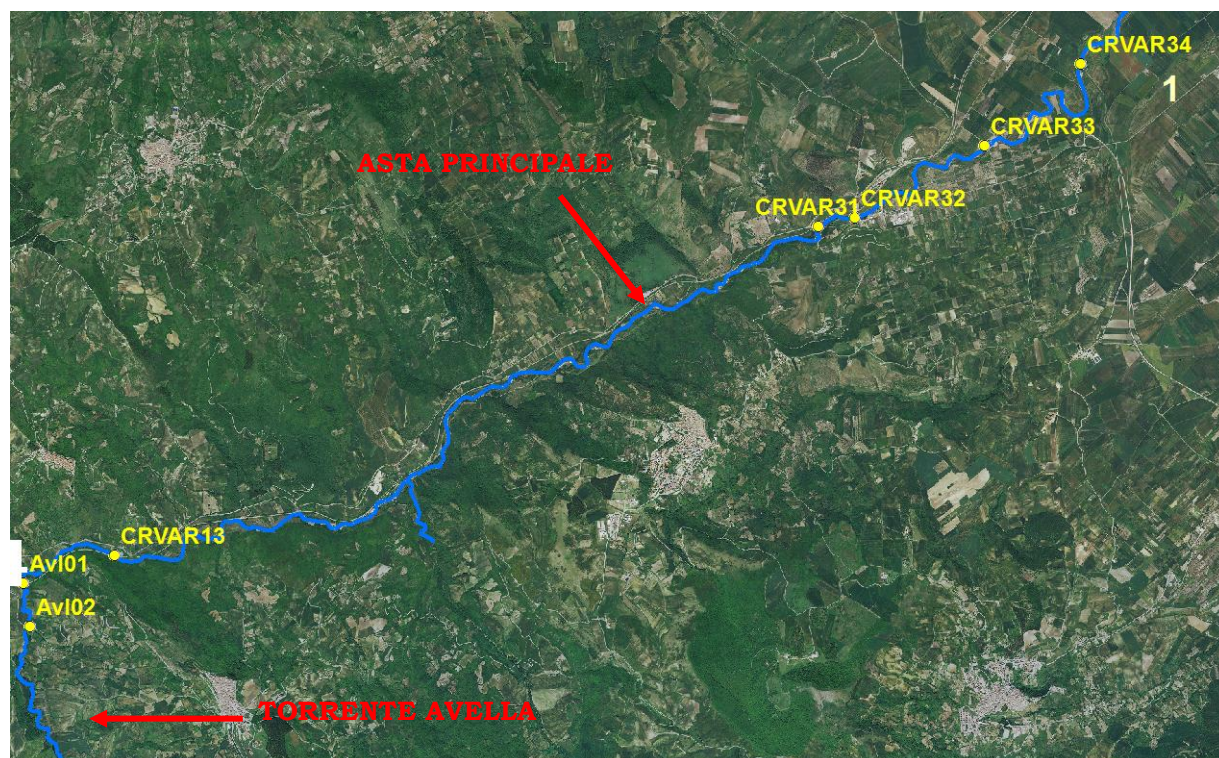 CRVAR34
1
CRVAR33
ASTA PRINCIPALE
CRVAR31
CRVAR32
CRVAR13
Avl01
Avl02
TORRENTE AVELLA